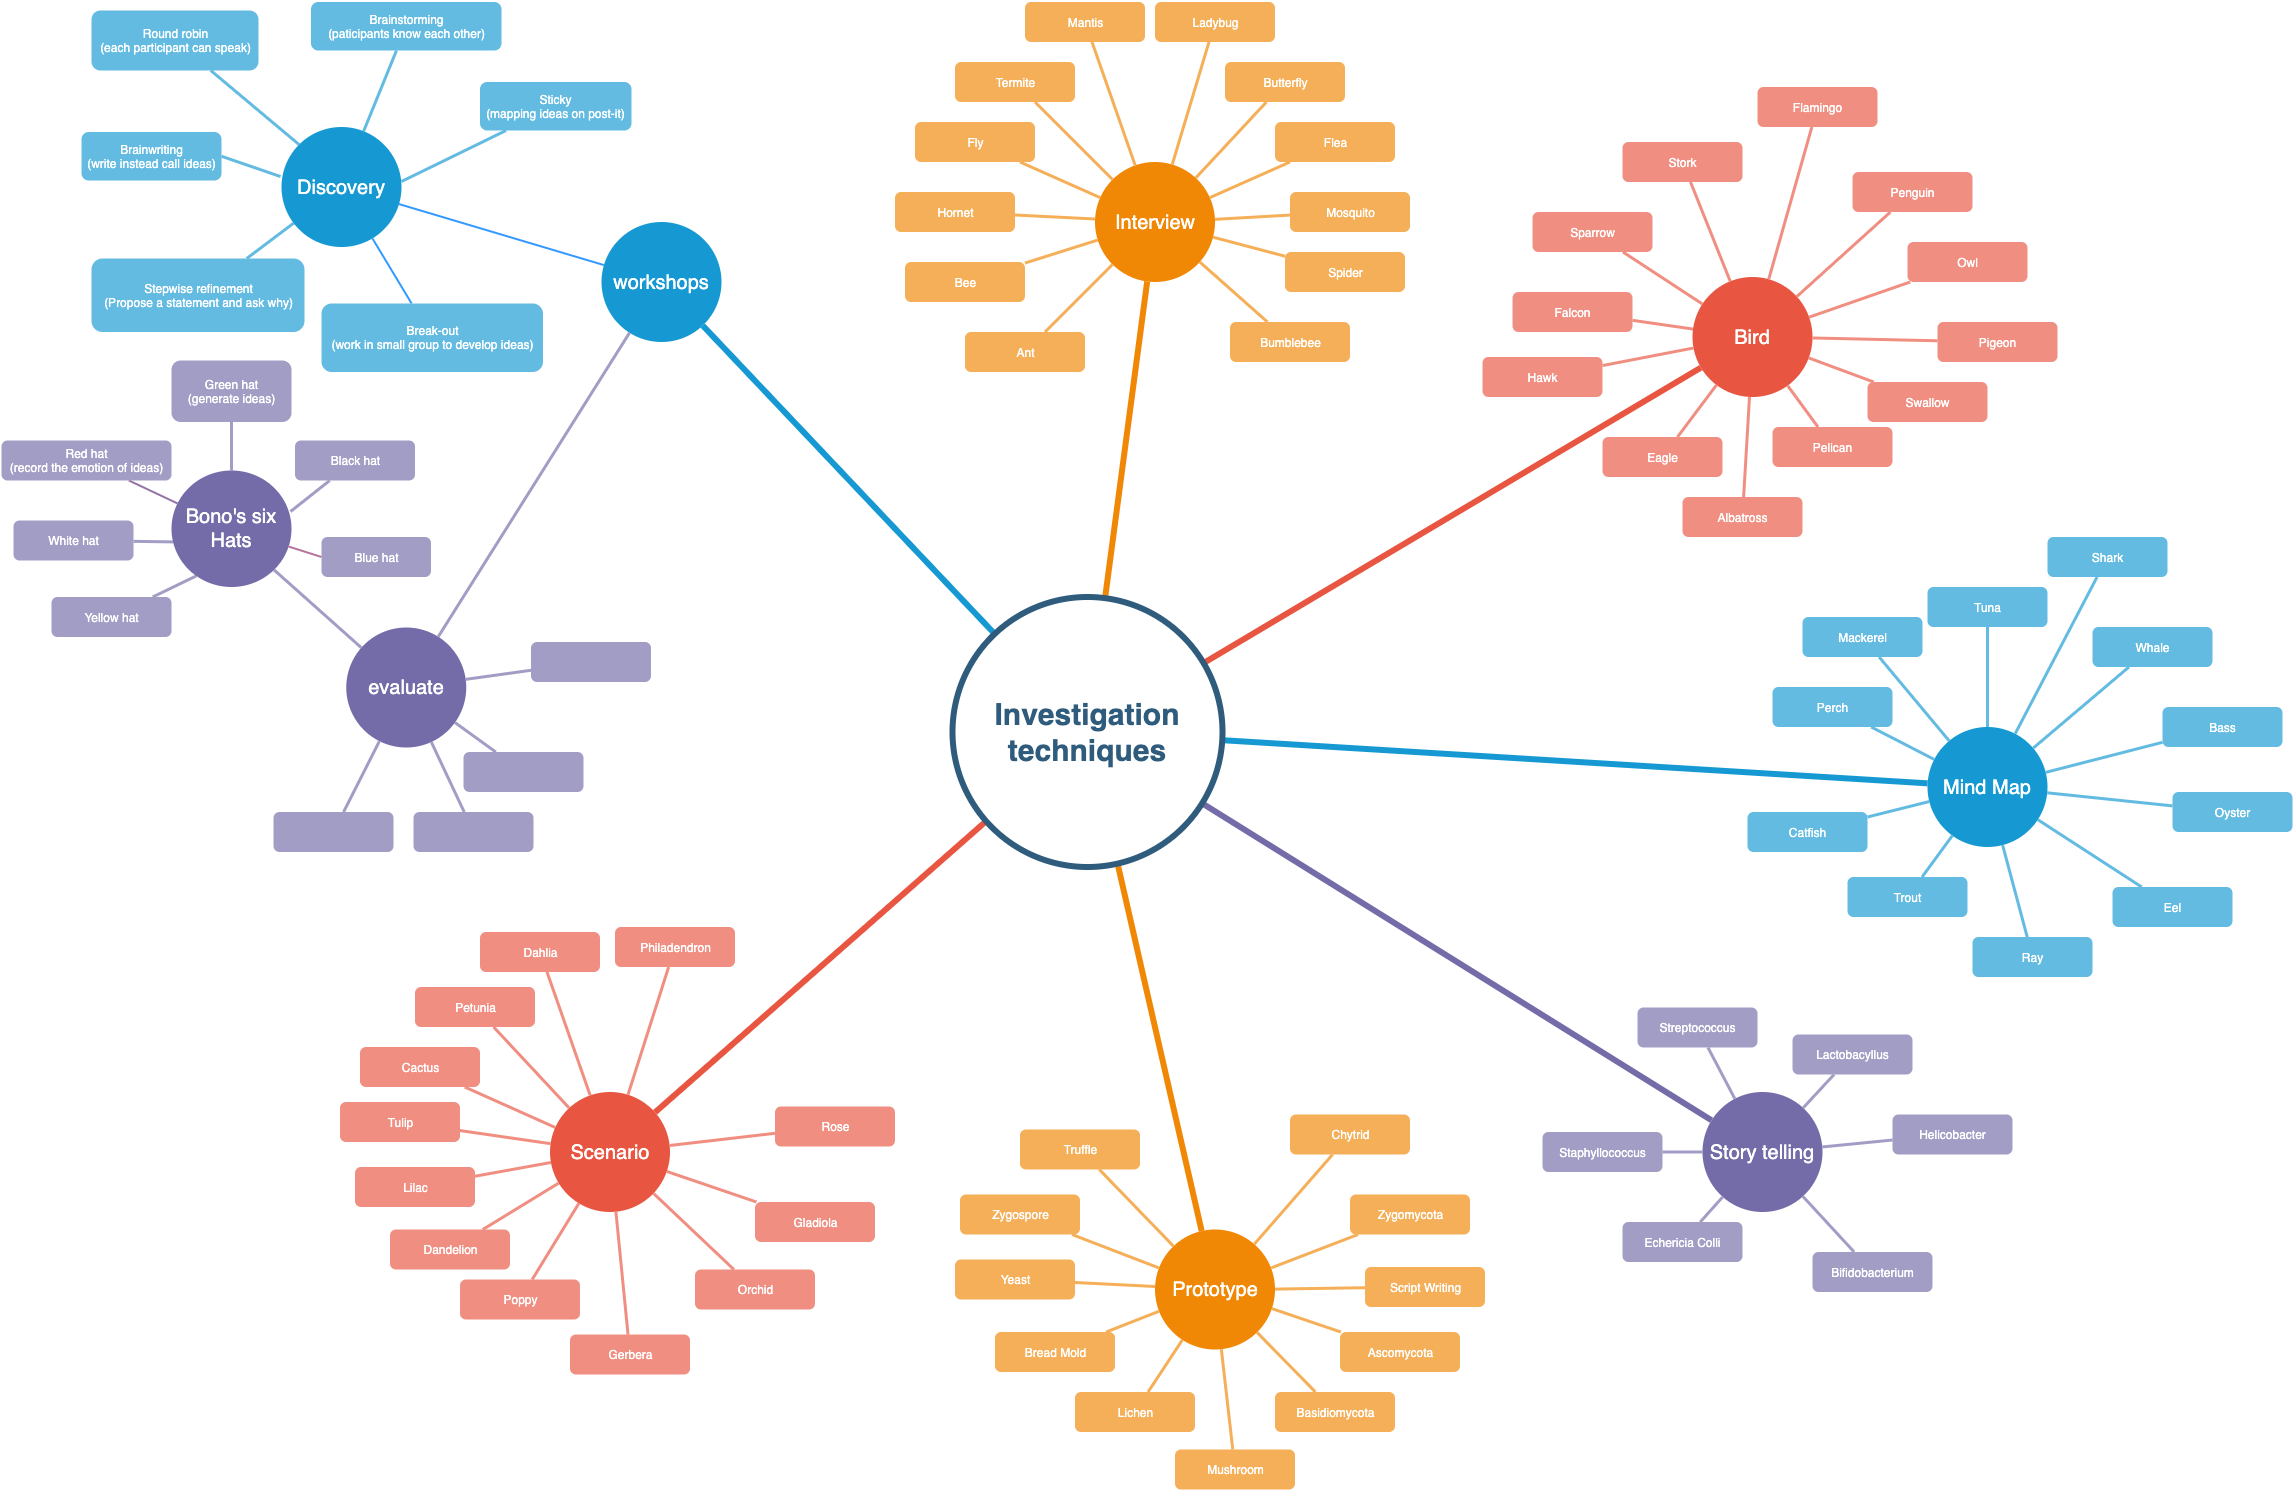 Round robin
(each participant can speak)
Brainstorming
(paticipants know each other)
Sticky
(mapping ideas on post-it)
Brainwriting
(write instead call ideas)
Discovery
Stepwise refinement
(Propose a statement and ask why)
Break-out
(work in small group to develop ideas)
workshops
Green hat
(generate ideas)
Red hat
(record the emotion of ideas)
Black hat
Bono's six
Hats
White hat
Blue hat
Yellow hat
evaluate
Mantis
Ladybug
Termite
Butterfly
Fly
Flea
Interview
Hornet
Mosquito
Bee
Spider
Ant
Bumblebee
Flamingo
Stork
Penguin
Sparrow
Owl
Falcon
Bird
Pigeon
Hawk
Swallow
Eagle
Pelican
Albatross
Investigation
techniques
Shark
Tuna
Mackerel
Whale
Perch
Bass
Mind Map
Oyster
Catfish
Trout
Eel
Ray
Dahlia
Philadendron
Petunia
Cactus
Tulip
Rose
Scenario
Lilac
Gladiola
Dandelion
Orchid
Poppy
Gerbera
Truffle
Chytrid
Zygospore
Zygomycota
Yeast
Prototype
Script Writing
Bread Mold
Ascomycota
Lichen
Basidiomycota
Mushroom
Streptococcus
Lactobacyllus
Helicobacter
Staphyllococcus
Story telling
Echericia Colli
Bifidobacterium